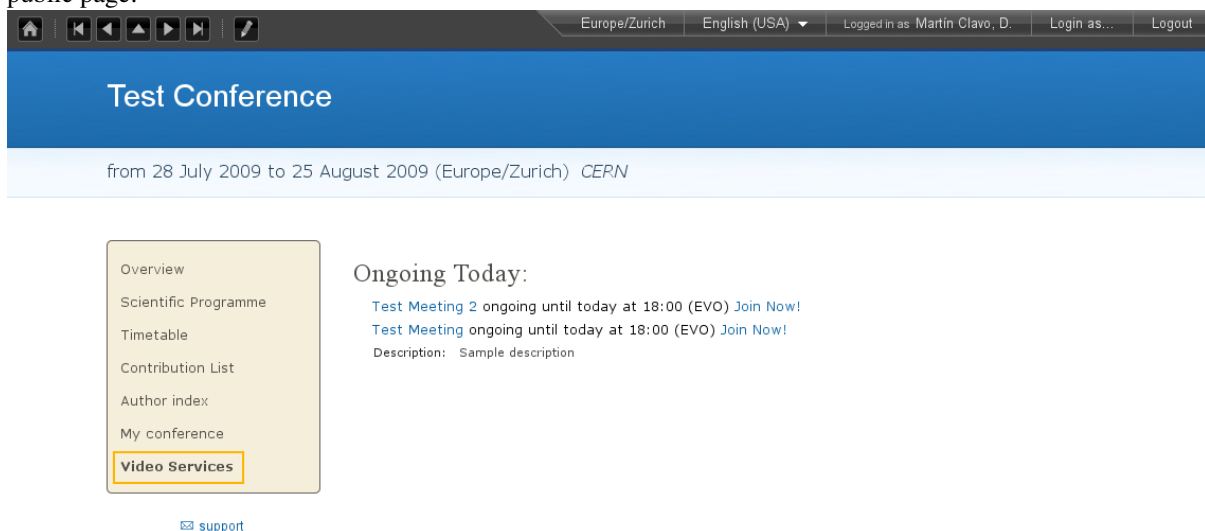 public page.
Europe/Zurich English (USA) Logged in as Martín Clavo, D. Login as... Logout
Test Conference
from 28 July 2009 to 25 August 2009 (Europe/Zurich) CERN
Overview
Scientific Programme
Timetable
Contribution List
Author index
My conference
Video Services
support
Ongoing Today:
Test Meeting 2 ongoing until today at 18:00 (EVO) Join Now!
Test Meeting ongoing until today at 18:00 (EVO) Join Now!
Description: Sample description